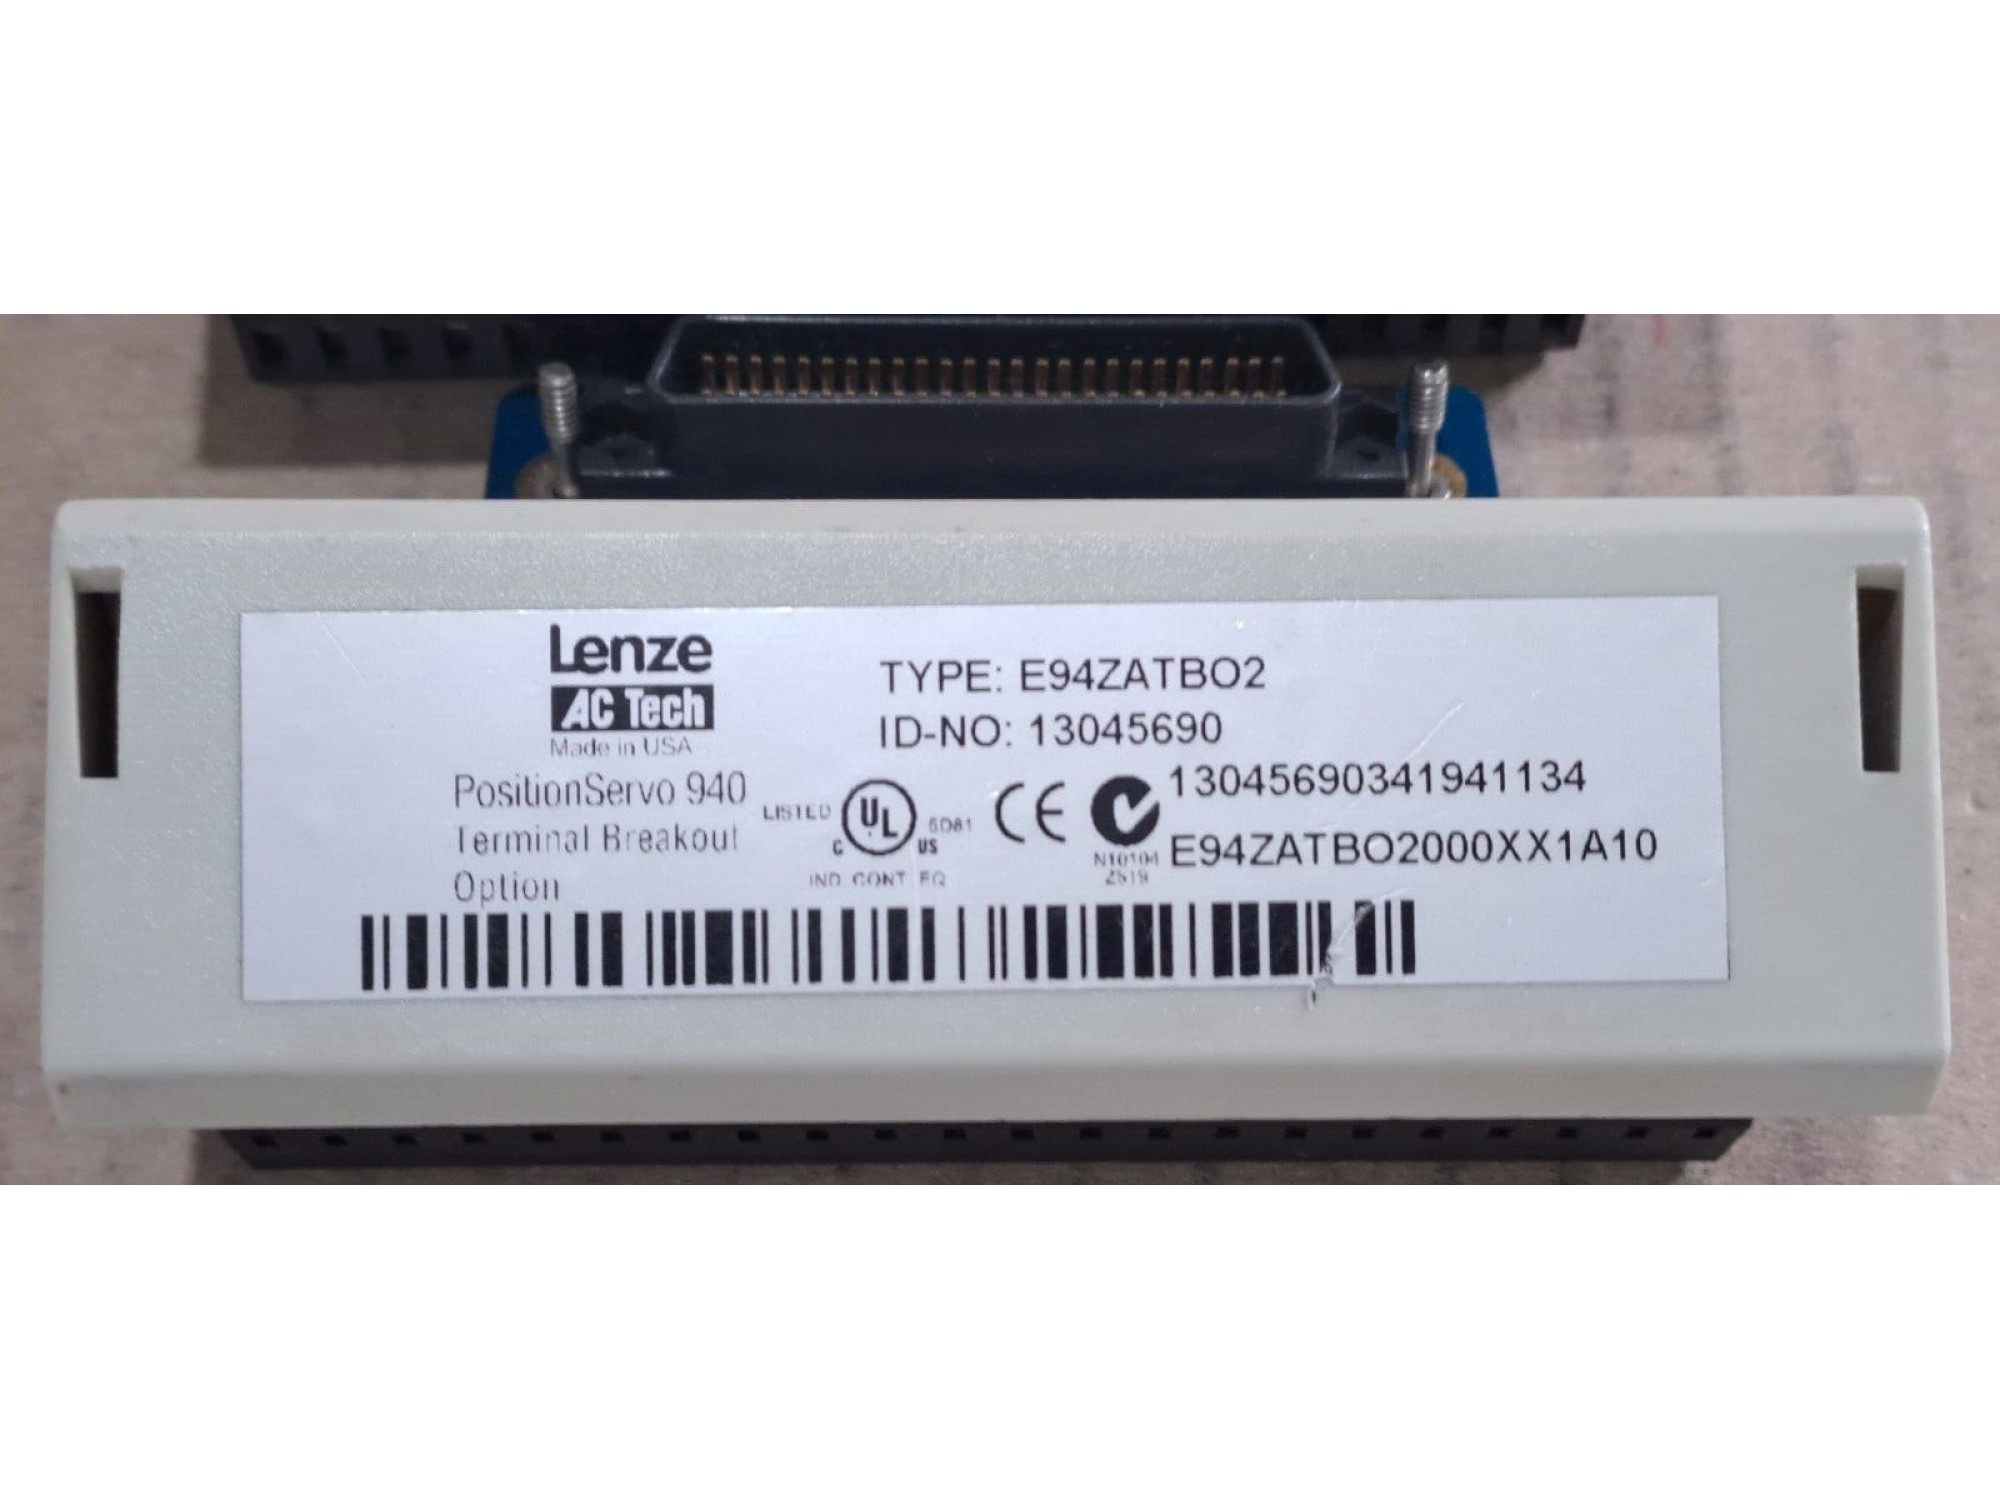 Lenze
AC Tech
Made in USA
TYPE: E94ZATBO2
ID-NO: 13045690
PositionServo 940
Terminal Breakout
Option
LISTED
UL
C
US
5D81
IND CONT EQ
CE
N10104
2519
13045690341941134
E94ZATBO2000XX1A10